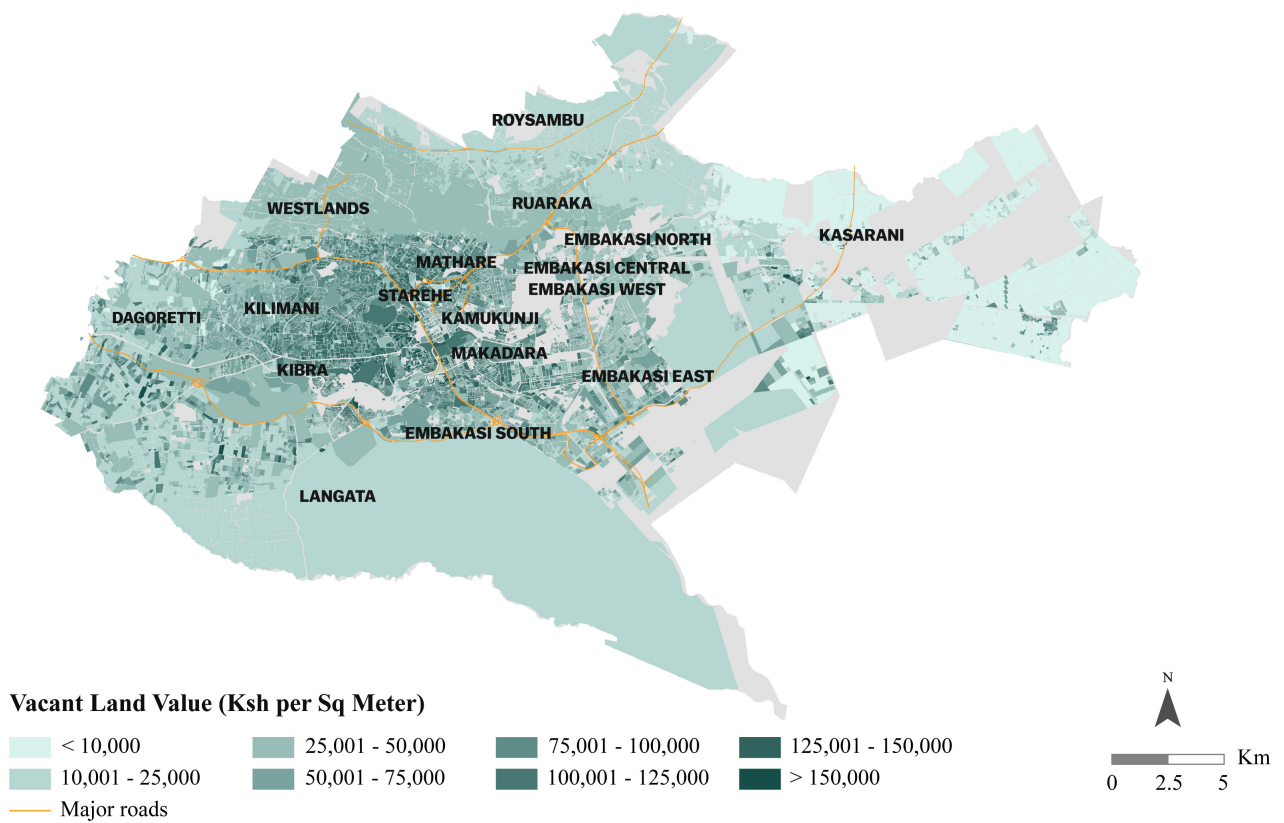 ROYSAMBU
WESTLANDS
RUARAKA
KASARANI
EMBAKASI NORTH
MATHARE
EMBAKASI CENTRAL
STAREHE
EMBAKASI WEST
KILIMANI
DAGORETTI
KAMUKUNJI
MAKADARA
KIBRA
EMBAKASI EAST
EMBAKASI SOUTH
LANGATA
Vacant Land Value (Ksh per Sq Meter)
< 10,000
10,001 - 25,000
25,001 - 50,000
50,001 - 75,000
75,001 - 100,000
100,001 - 125,000
125,001 - 150,000
> 150,000
Major roads
N
Km
0 2.5 5